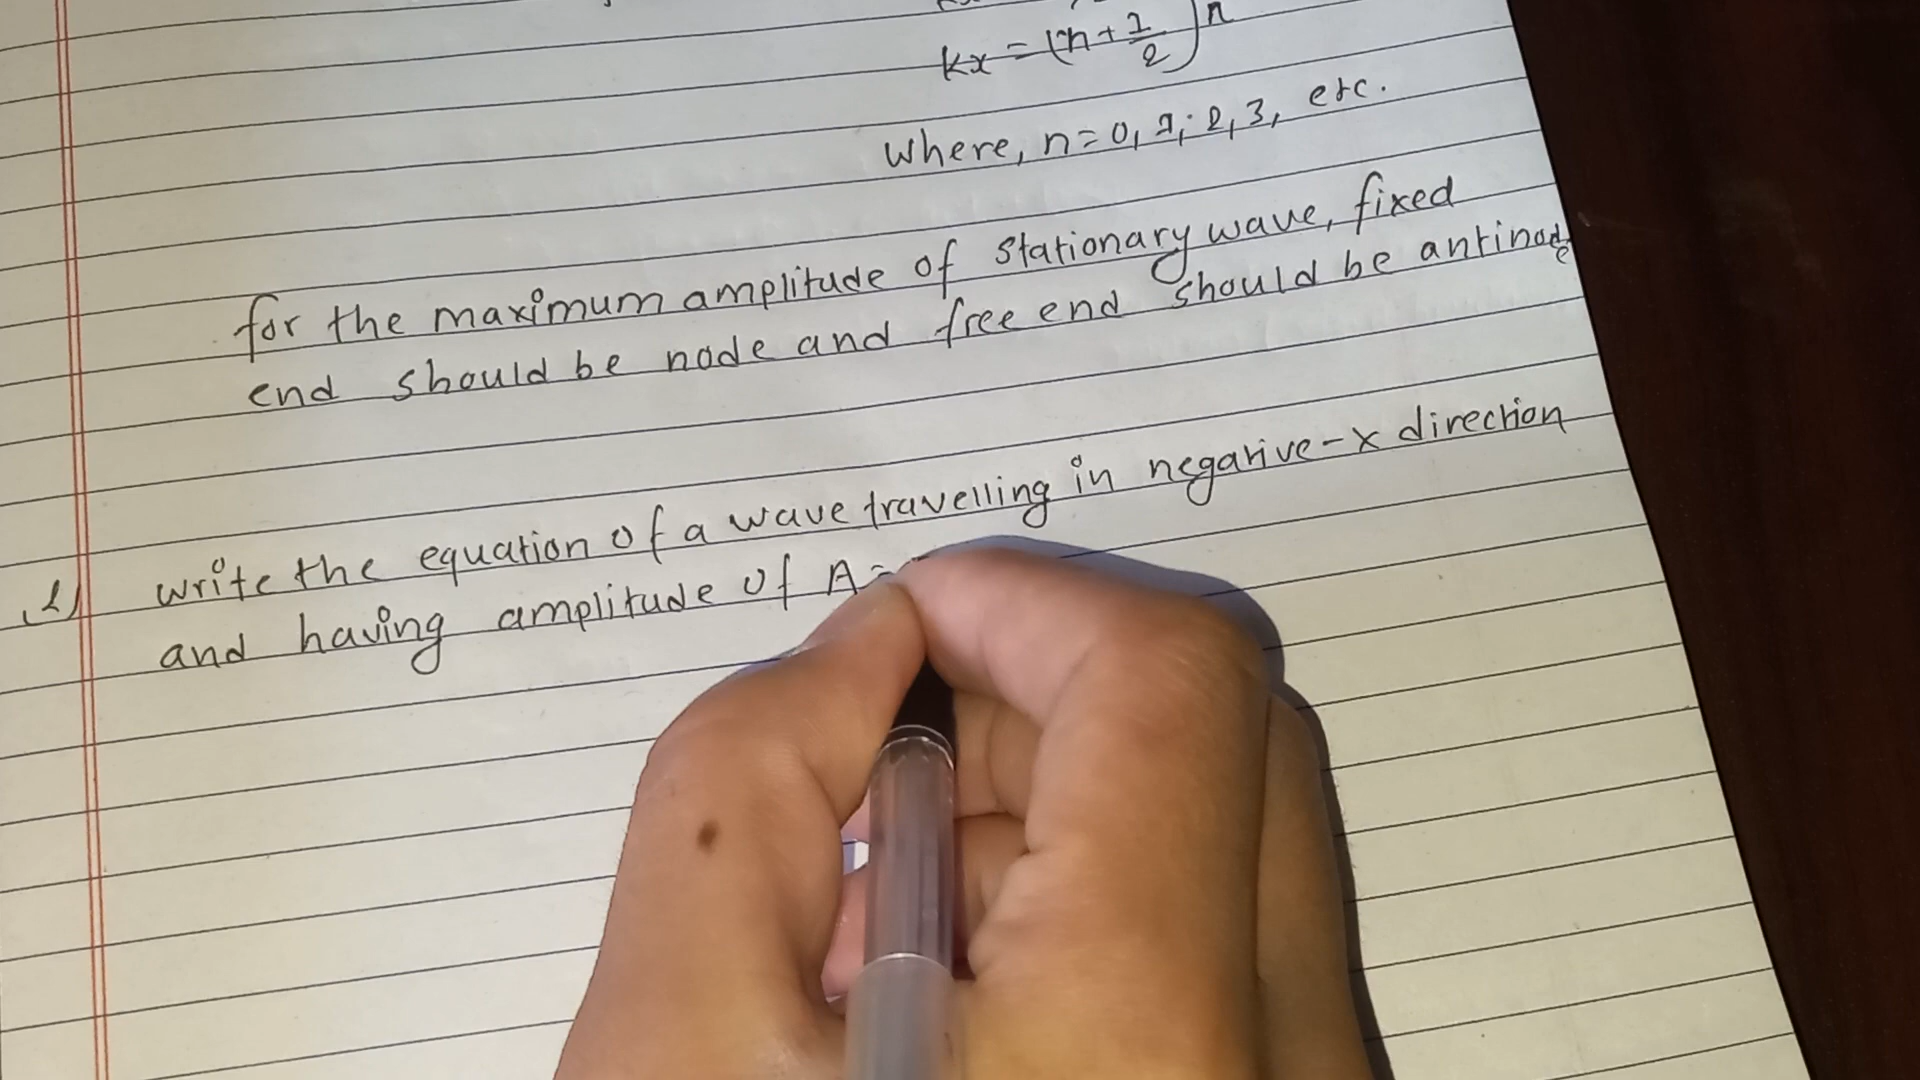 kx = (n + 1/2) π
Where, n = 0, 1, 2, 3, etc.
for the maximum amplitude of stationary wave, fixed
end should be node and free end should be antinode
2) write the equation of a wave travelling in negative-x direction
and having amplitude of A=